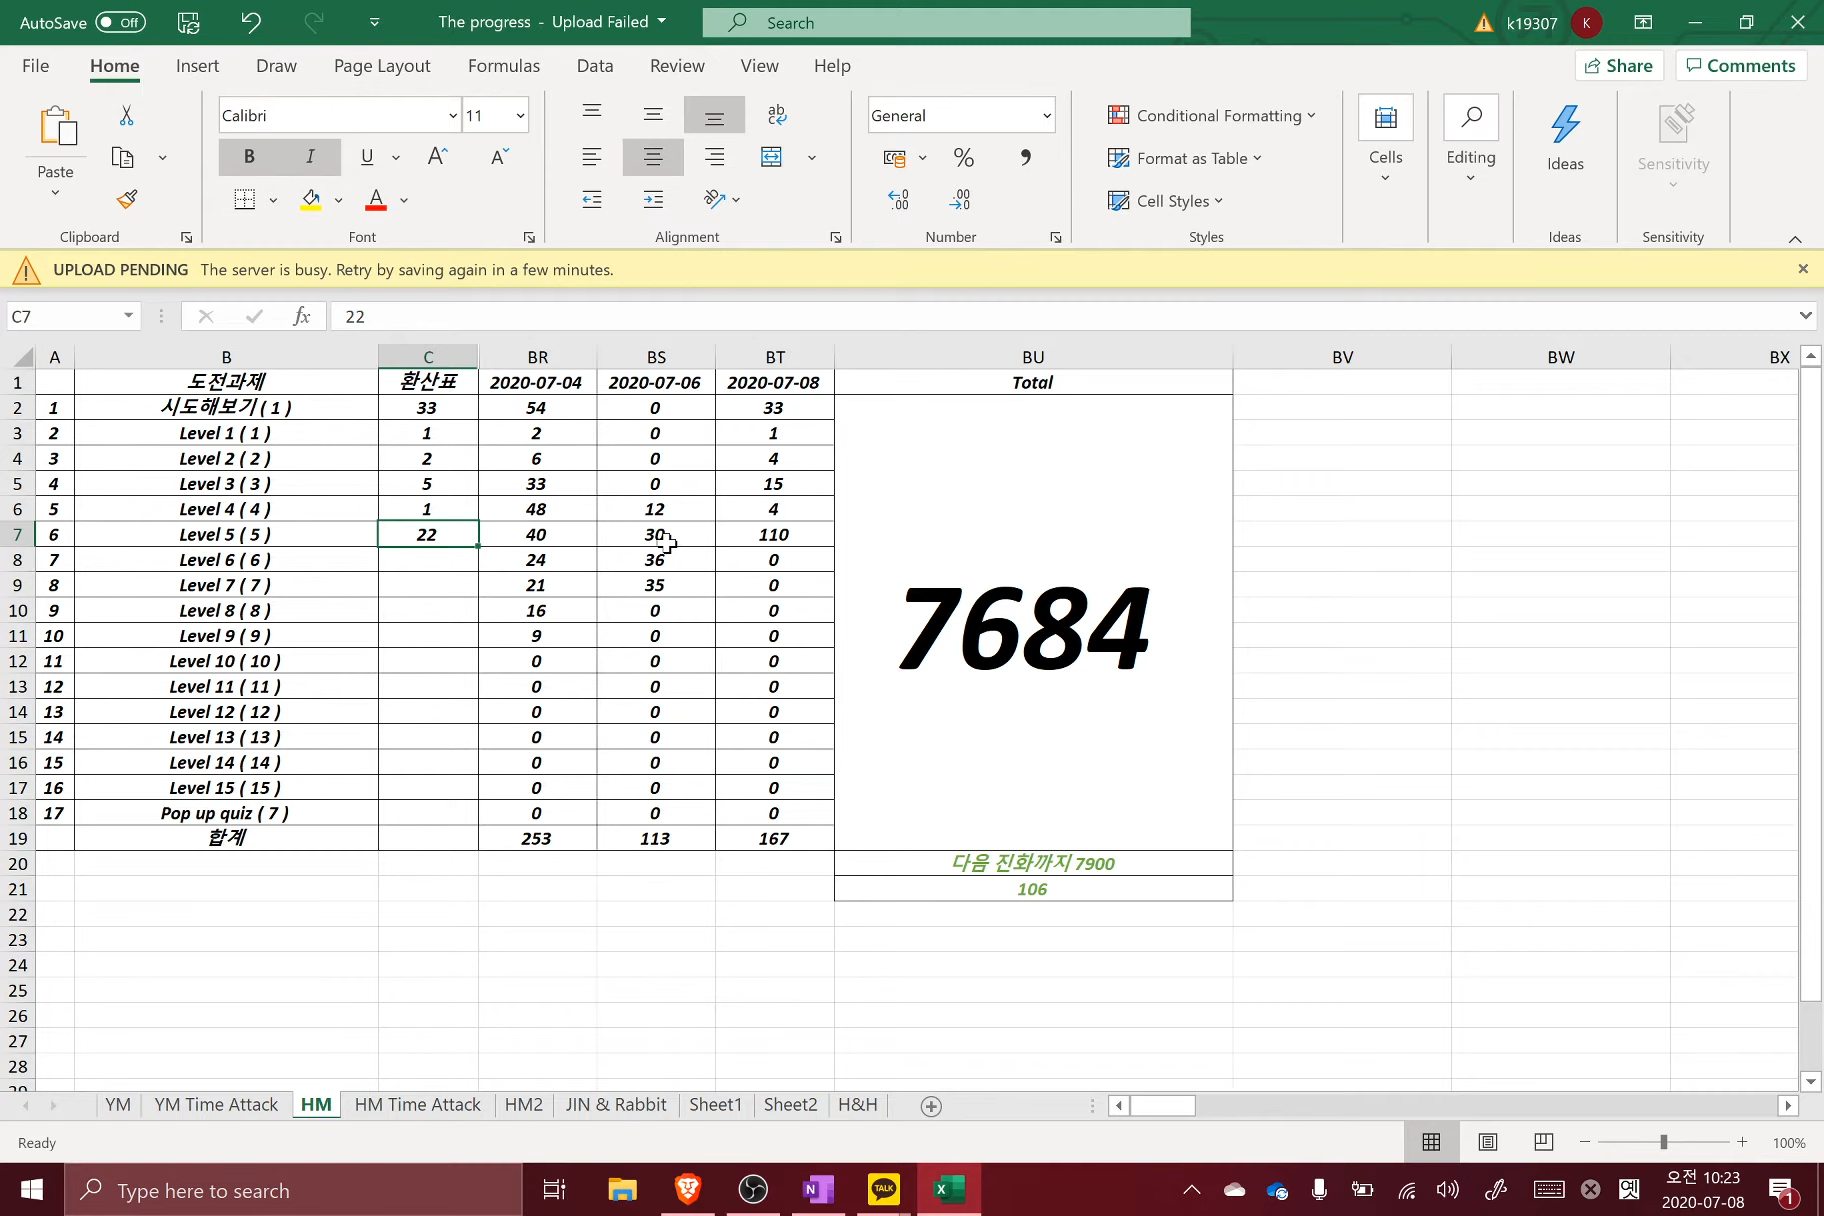 AutoSave Off The progress - Upload Failed Search k19307 K
File Home Insert Draw Page Layout Formulas Data Review View Help Share Comments
Paste Calibri 11 General Conditional Formatting Format as Table Cell Styles Cells Editing Ideas Sensitivity
Clipboard Font Alignment Number Styles Ideas Sensitivity
UPLOAD PENDING The server is busy. Retry by saving again in a few minutes.
C7 fx 22
A B C BR BS BT BU BV BW BX
1 도전과제 환산표 2020-07-04 2020-07-06 2020-07-08 Total
2 1 시도해보기 ( 1 ) 33 54 0 33
3 2 Level 1 ( 1 ) 1 2 0 1
4 3 Level 2 ( 2 ) 2 6 0 4
5 4 Level 3 ( 3 ) 5 33 0 15
6 5 Level 4 ( 4 ) 1 48 12 4
7 6 Level 5 ( 5 ) 22 40 30 110
8 7 Level 6 ( 6 ) 24 36 0
9 8 Level 7 ( 7 ) 21 35 0
10 9 Level 8 ( 8 ) 16 0 0
7684
11 10 Level 9 ( 9 ) 9 0 0
12 11 Level 10 ( 10 ) 0 0 0
13 12 Level 11 ( 11 ) 0 0 0
14 13 Level 12 ( 12 ) 0 0 0
15 14 Level 13 ( 13 ) 0 0 0
16 15 Level 14 ( 14 ) 0 0 0
17 16 Level 15 ( 15 ) 0 0 0
18 17 Pop up quiz ( 7 ) 0 0 0
19 합계 253 113 167
20 다음 진화까지 7900
21 106
22
23
24
25
26
27
28
29
YM YM Time Attack HM HM Time Attack HM2 JIN & Rabbit Sheet1 Sheet2 H&H
Ready 100%
Type here to search N TALK X 오전 10:23
2020-07-08 1